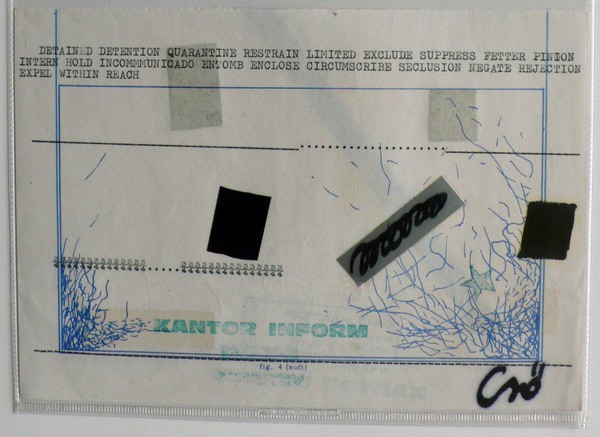 DETAINED DETENTION QUARANTINE RESTRAIN LIMITED EXCLUDE SUPPRESS FETTER PINION
INTERN HOLD INCOMMMUNICADO ENTOMB ENCLOSE CIRCUMSCRIBE SECLUSION NEGATE REJECTION
EXPEL WITHIN REACH
KANTOR INFORM
fig. 4 (soft)